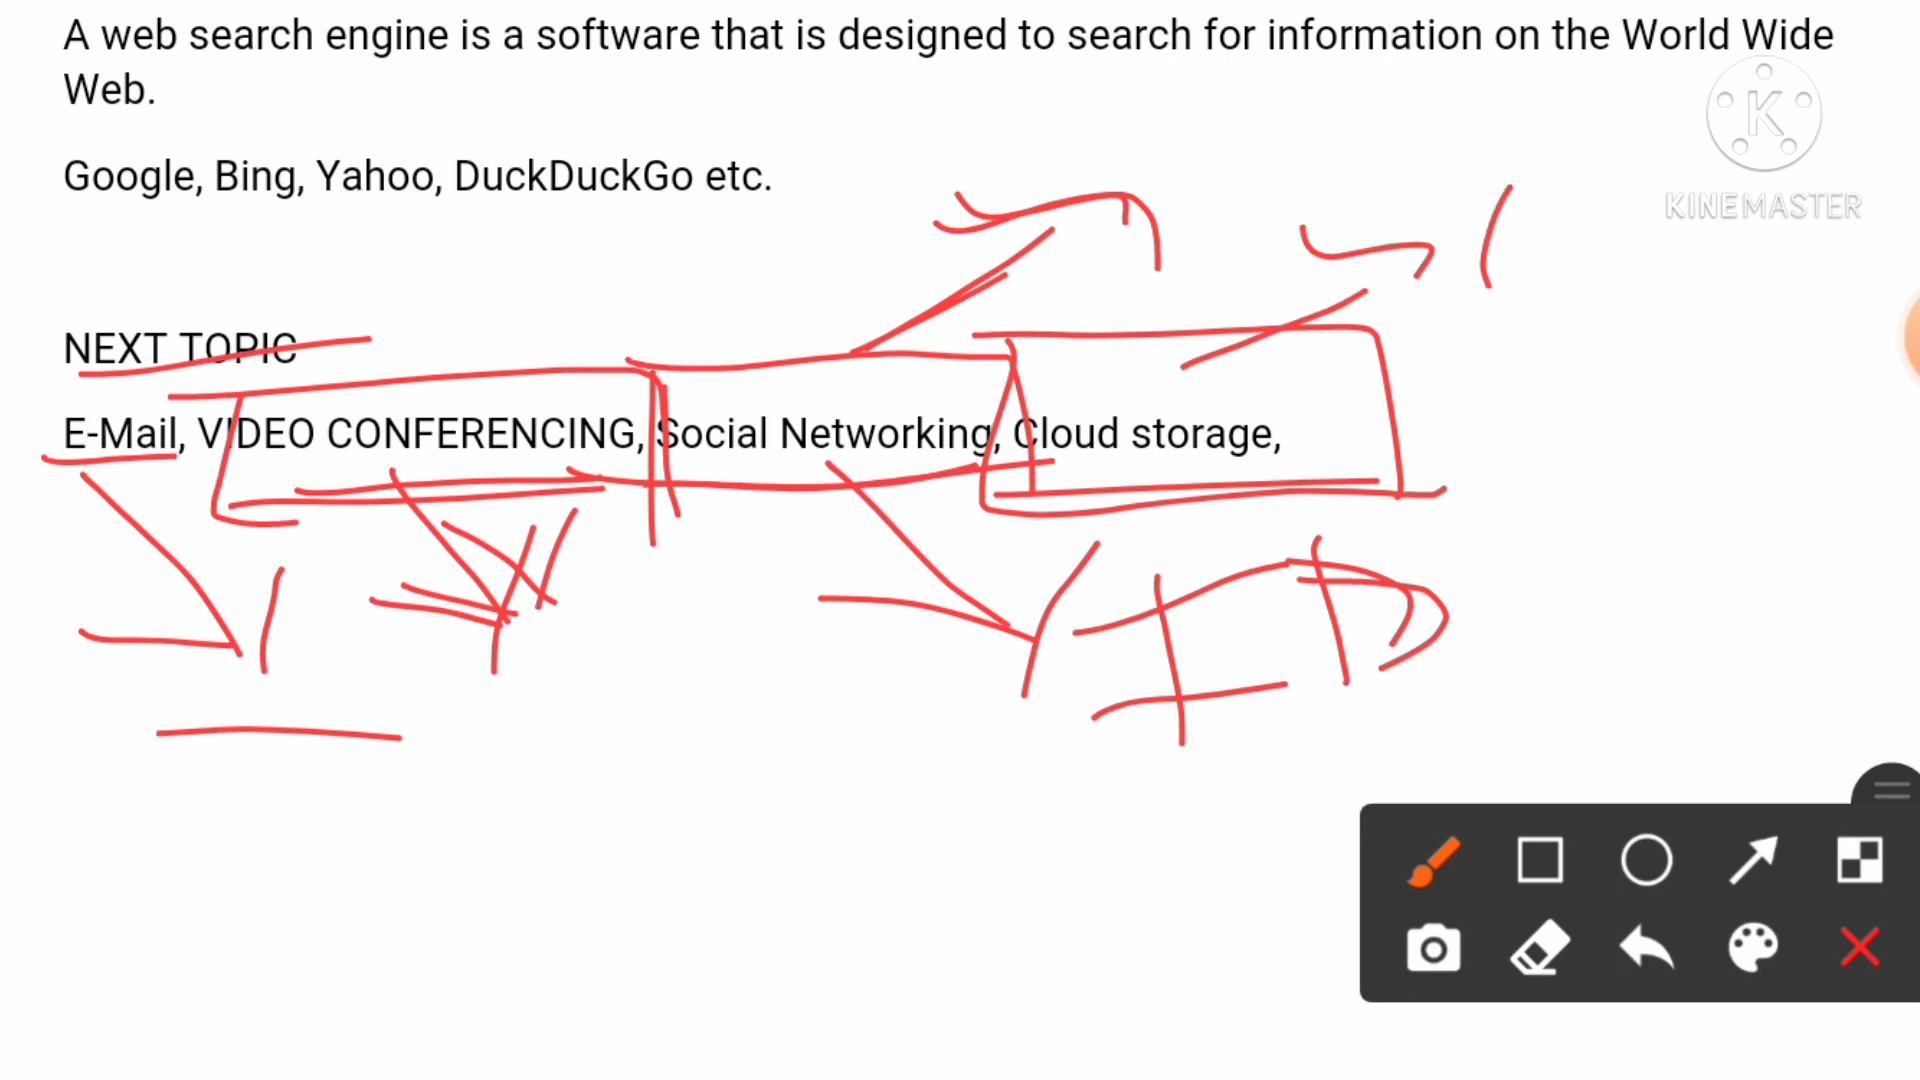 A web search engine is a software that is designed to search for information on the World Wide
Web.
Google, Bing, Yahoo, DuckDuckGo etc.
K
KINEMASTER
NEXT TOPIC
E-Mail, VIDEO CONFERENCING, Social Networking, Cloud storage,